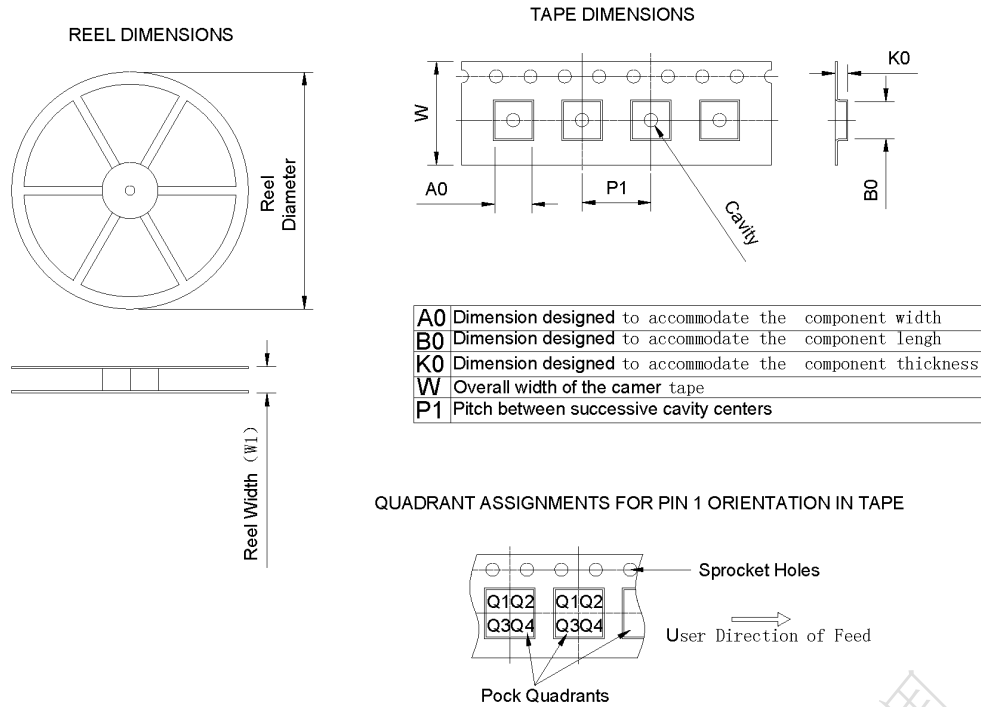 REEL DIMENSIONS
Reel
Diameter
Reel Width (W1)
TAPE DIMENSIONS
W
A0
P1
Cavity
K0
B0
A0 Dimension designed to accommodate the component width
B0 Dimension designed to accommodate the component lengh
K0 Dimension designed to accommodate the component thickness
W Overall width of the camer tape
P1 Pitch between successive cavity centers
QUADRANT ASSIGNMENTS FOR PIN 1 ORIENTATION IN TAPE
Sprocket Holes
Q1Q2 Q1Q2
Q3Q4 Q3Q4
User Direction of Feed
Pock Quadrants